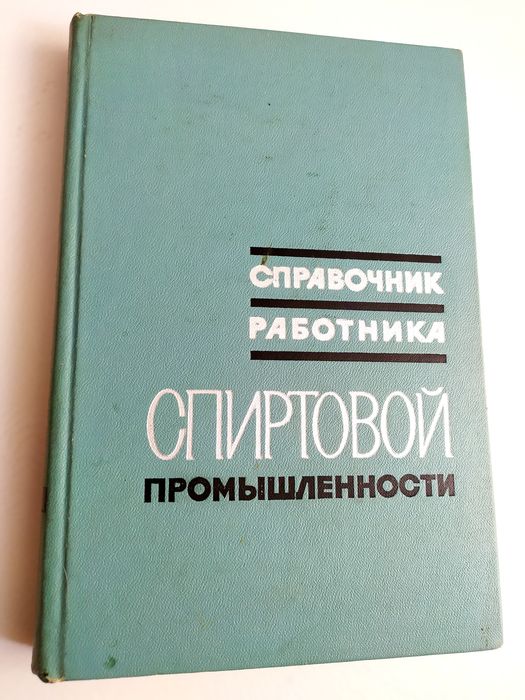 СПРАВОЧНИК
РАБОТНИКА
СПИРТОВОЙ
ПРОМЫШЛЕННОСТИ